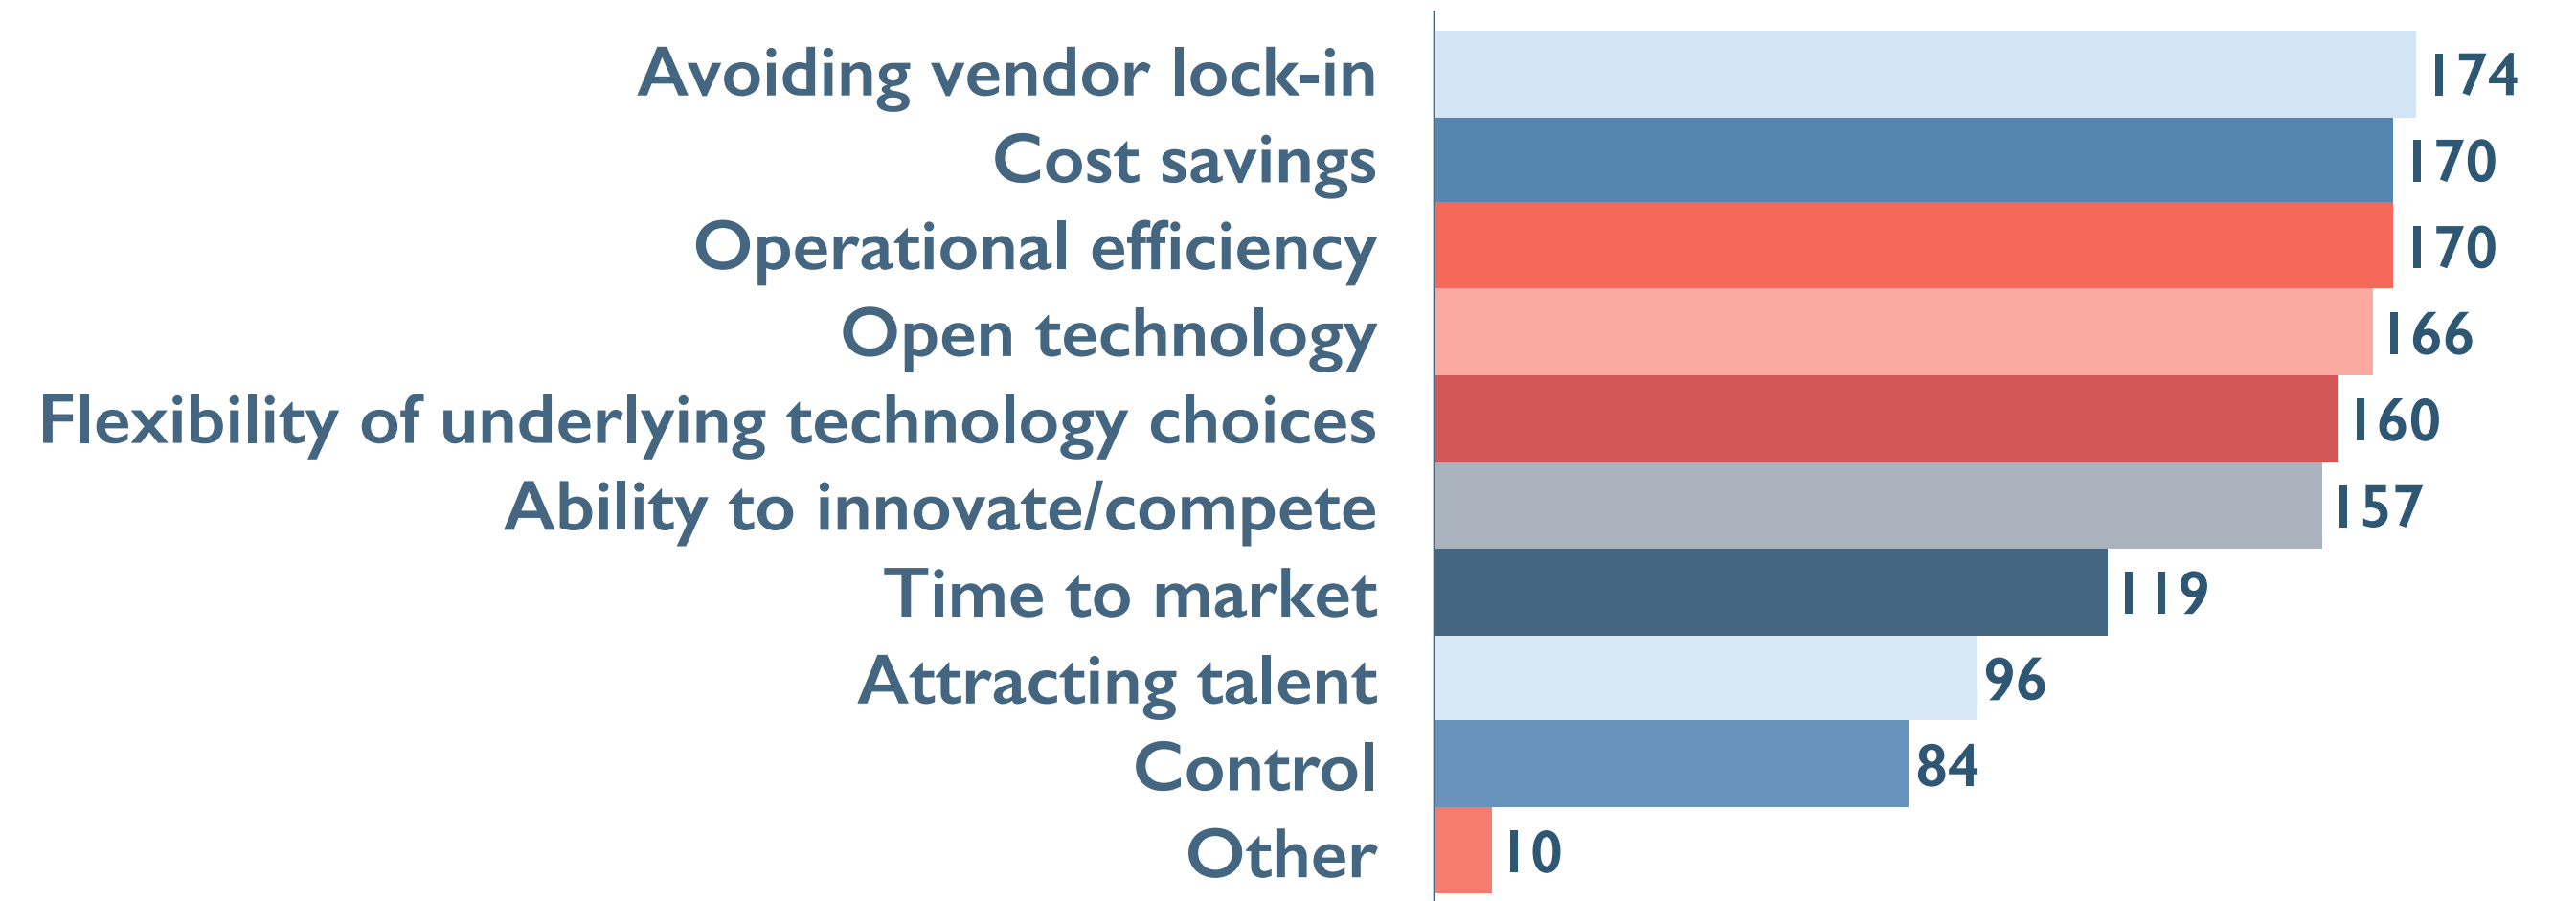 Avoiding vendor lock-in 174
Cost savings 170
Operational efficiency 170
Open technology 166
Flexibility of underlying technology choices 160
Ability to innovate/compete 157
Time to market 119
Attracting talent 96
Control 84
Other 10